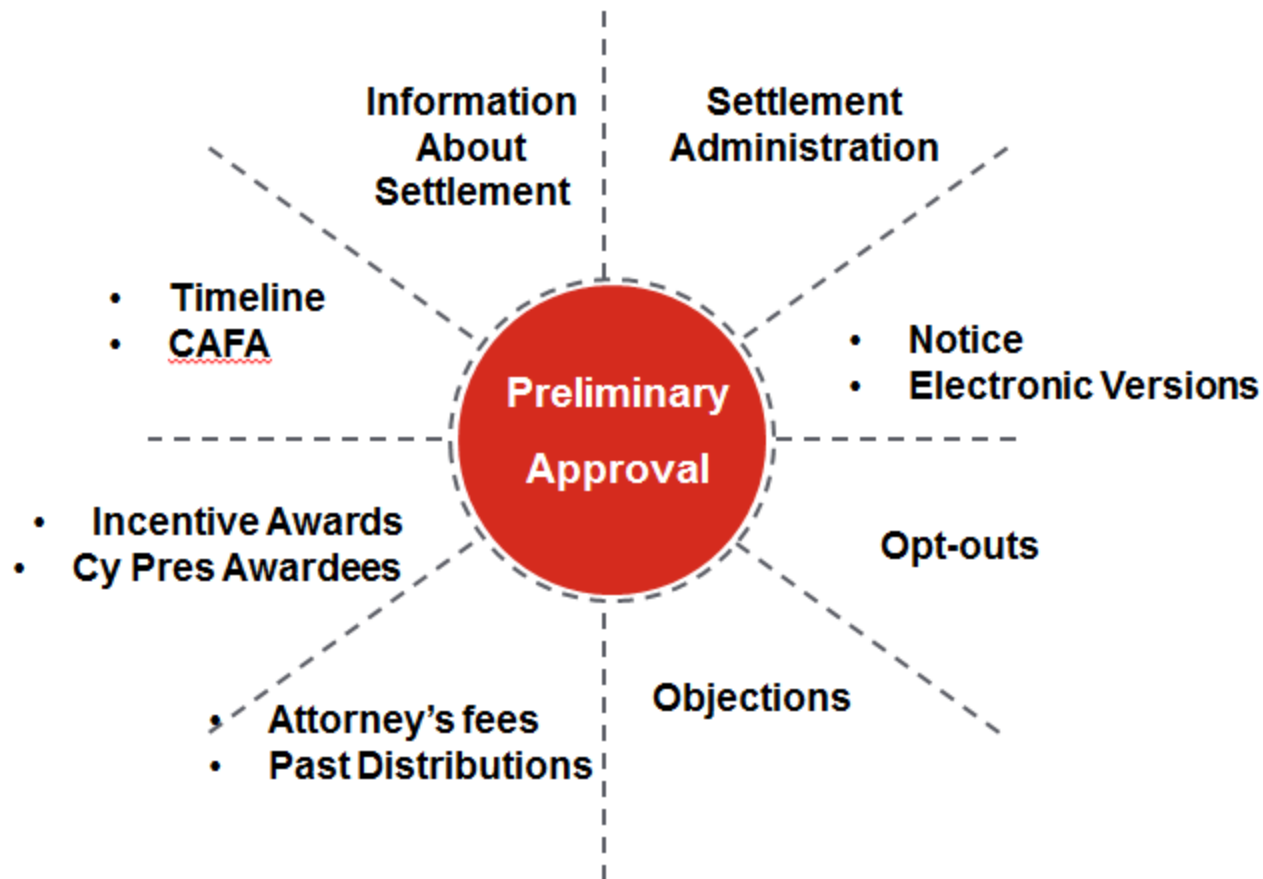 Information
About
Settlement
Settlement
Administration
• Timeline
• CAFA
• Notice
• Electronic Versions
Preliminary
Approval
• Incentive Awards
• Cy Pres Awardees
Opt-outs
• Attorney’s fees
• Past Distributions
Objections